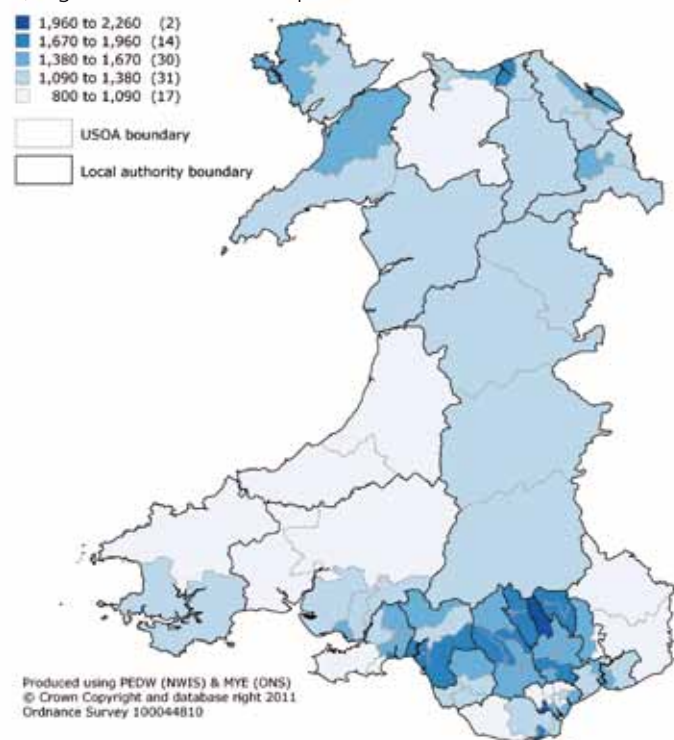 1,960 to 2,260 (2)
1,670 to 1,960 (14)
1,380 to 1,670 (30)
1,090 to 1,380 (31)
800 to 1,090 (17)
USOA boundary
Local authority boundary
Produced using PEDW (NWIS) & MYE (ONS)
© Crown Copyright and database right 2011
Ordnance Survey 100044810